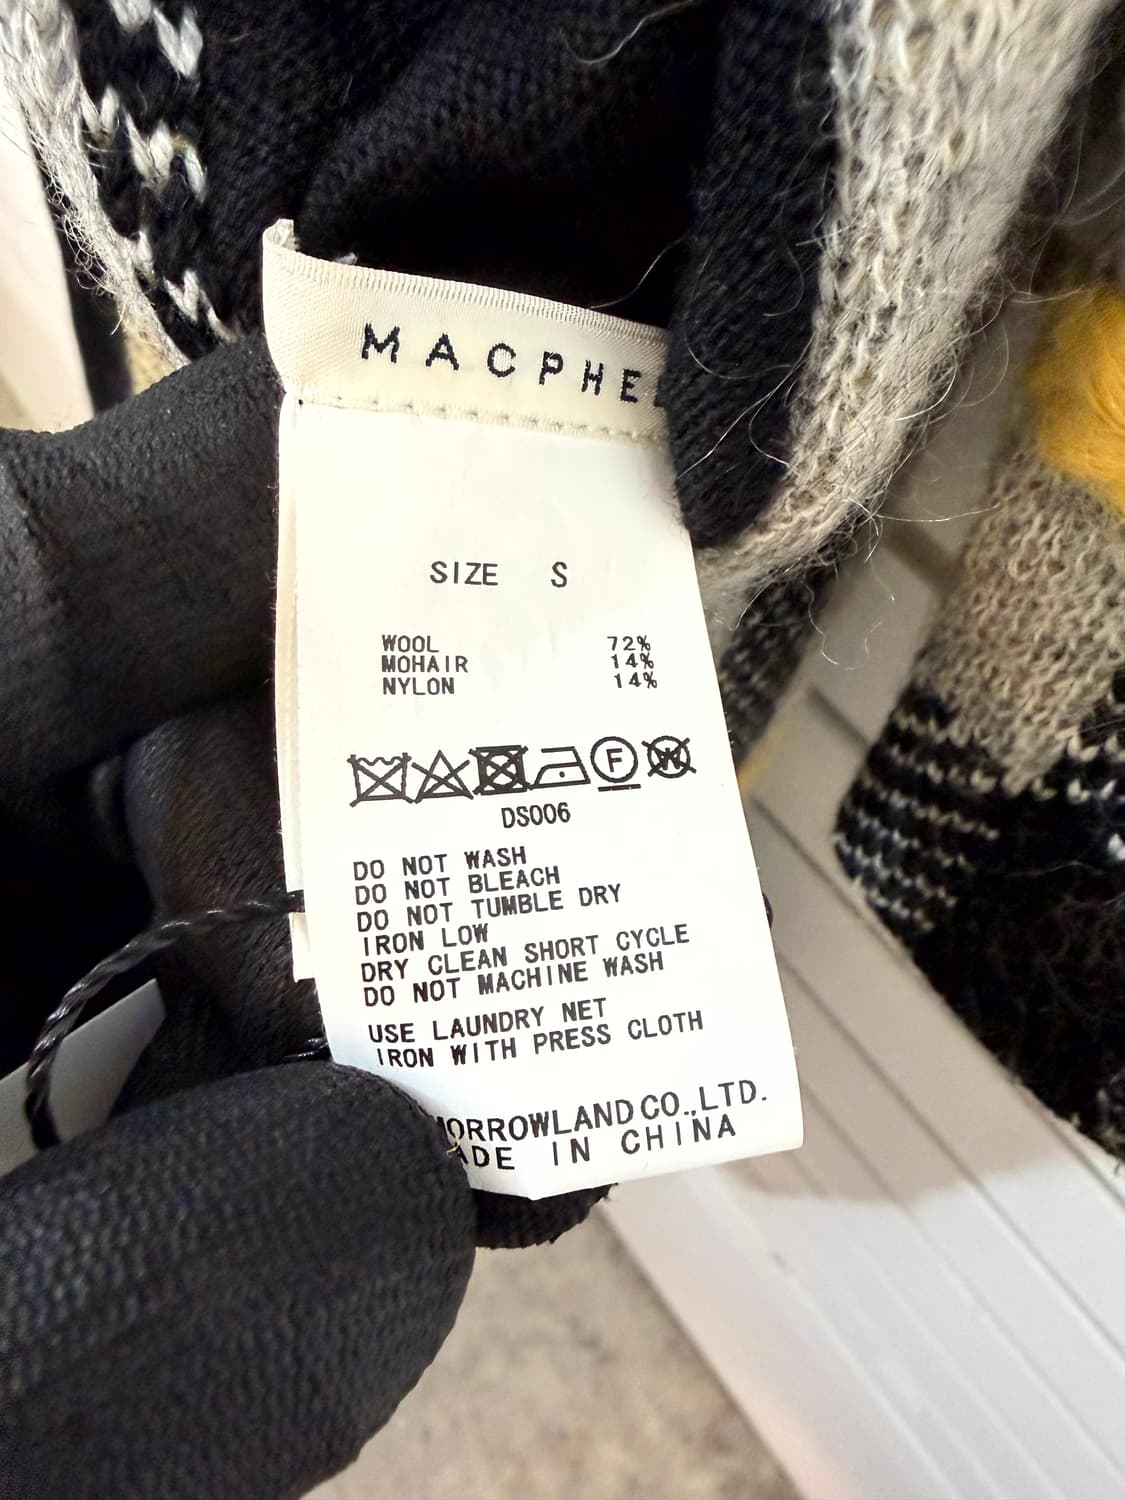 MACPHE
SIZE S
WOOL 72%
MOHAIR 14%
NYLON 14%
F W
DS006
DO NOT WASH
DO NOT BLEACH
DO NOT TUMBLE DRY
IRON LOW
DRY CLEAN SHORT CYCLE
DO NOT MACHINE WASH
USE LAUNDRY NET
IRON WITH PRESS CLOTH
MORROWLAND CO.,LTD.
ADE IN CHINA